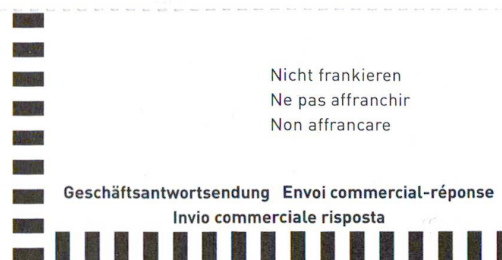 Nicht frankieren
Ne pas affranchir
Non affrancare
Geschäftsantwortsendung Envoi commercial-réponse
Invio commerciale risposta